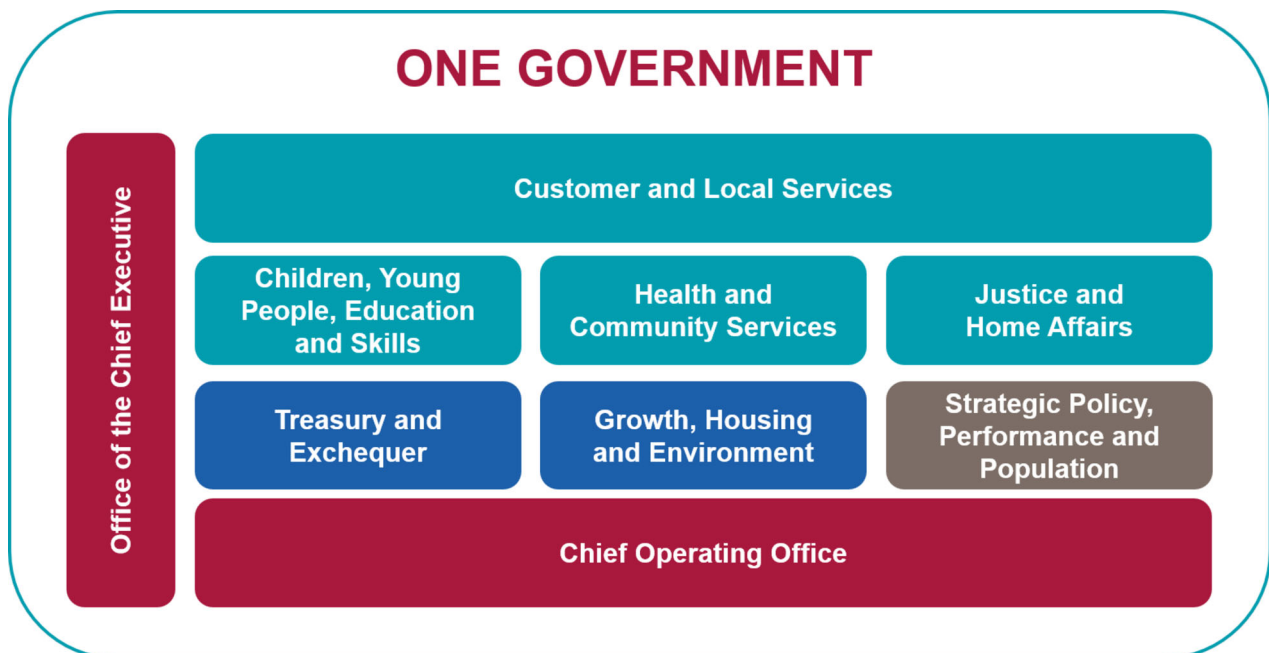 ONE GOVERNMENT
Office of the Chief Executive
Customer and Local Services
Children, Young
People, Education
and Skills
Health and
Community Services
Justice and
Home Affairs
Treasury and
Exchequer
Growth, Housing
and Environment
Strategic Policy,
Performance and
Population
Chief Operating Office